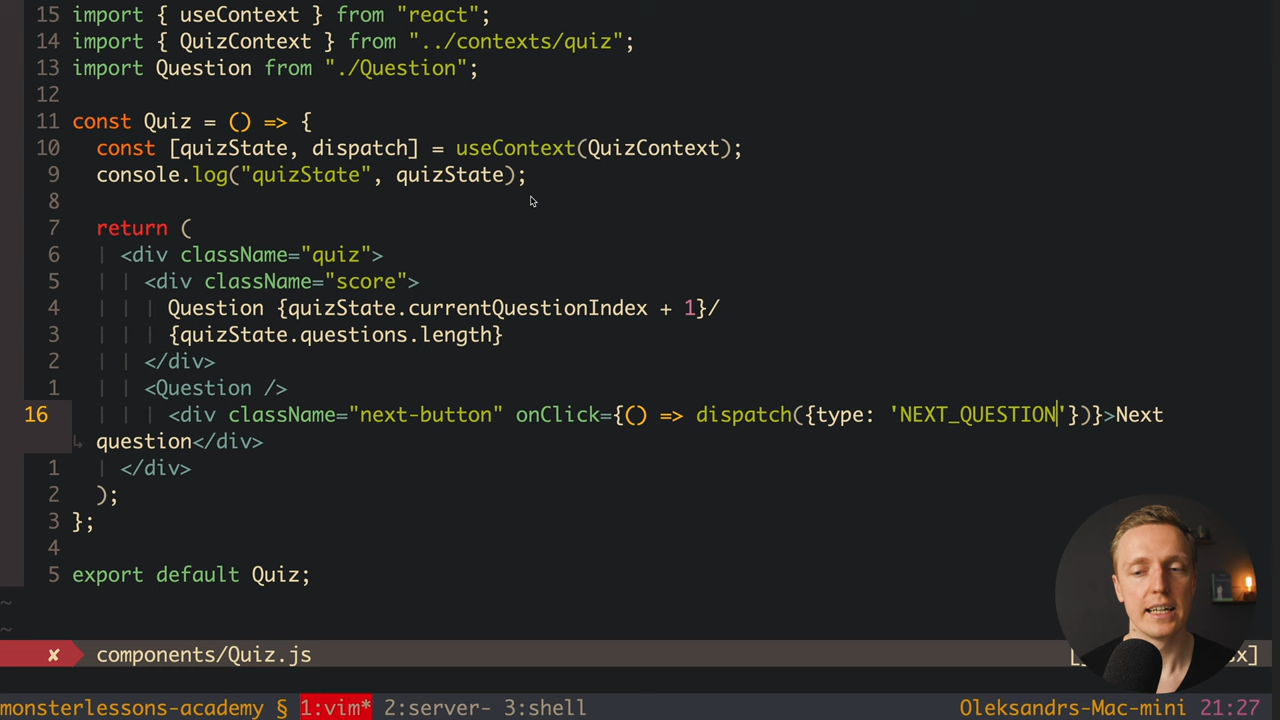 15 import { useContext } from "react";
14 import { QuizContext } from "../contexts/quiz";
13 import Question from "./Question";
12
11 const Quiz = () => {
10   const [quizState, dispatch] = useContext(QuizContext);
9   console.log("quizState", quizState);
8
7   return (
6     <div className="quiz">
5       <div className="score">
4         Question {quizState.currentQuestionIndex + 1}/
3         {quizState.questions.length}
2       </div>
1       <Question />
16         <div className="next-button" onClick={() => dispatch({type: 'NEXT_QUESTION'})}>Next
↳ question</div>
1     </div>
2   );
3 };
4
5 export default Quiz;
~
~
✘ components/Quiz.js
monsterlessons-academy § 1:vim* 2:server- 3:shell Oleksandrs-Mac-mini 21:27